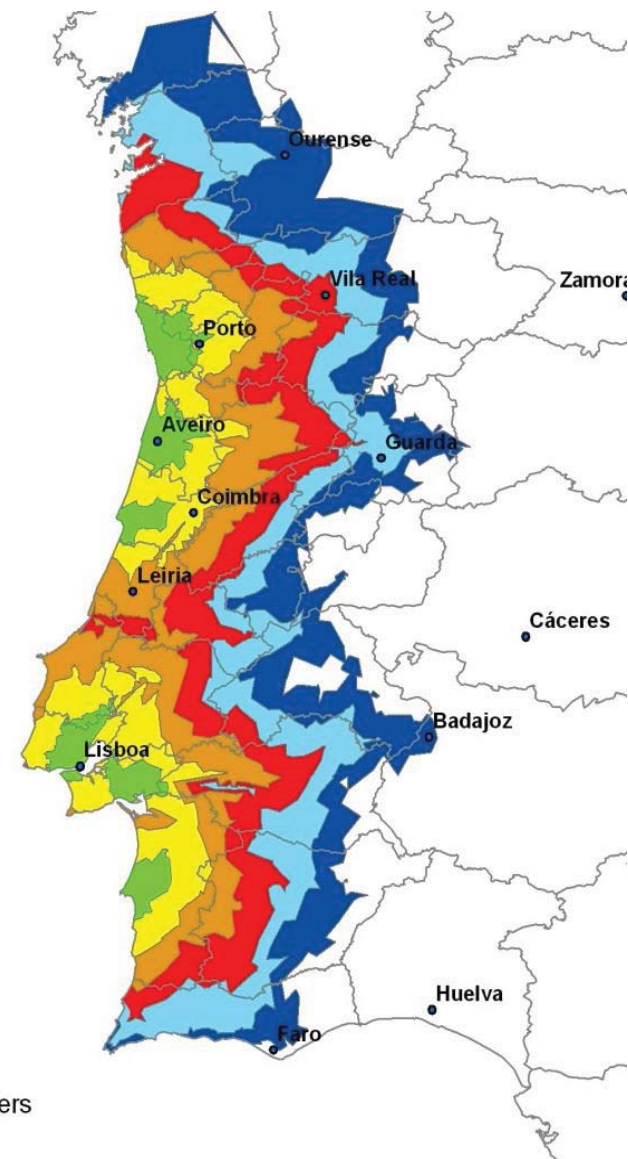 Ourense
Vila Real
Zamora
Porto
Aveiro
Guarda
Coimbra
Leiria
Cáceres
Badajoz
Lisboa
Huelva
Faro
ers